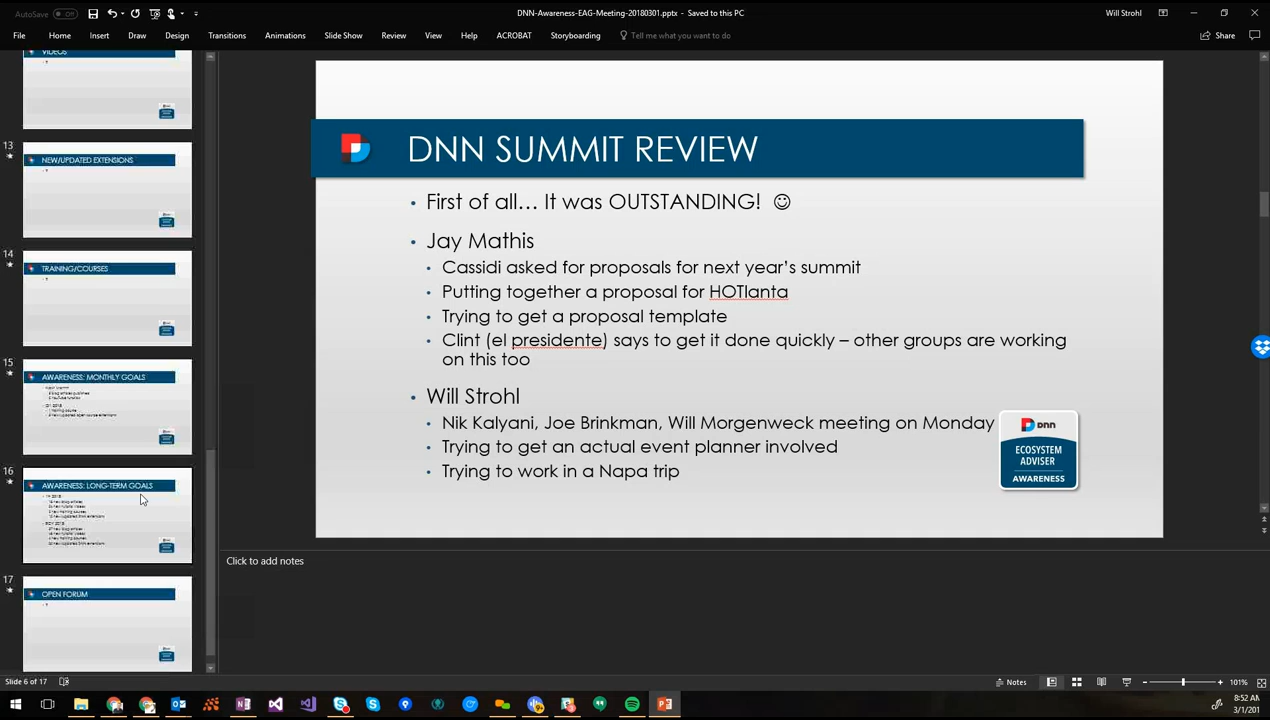 AutoSave
Off
DNN-Awareness-EAG-Meeting-20180301.pptx - Saved to this PC
Will Strohl
File Home Insert Draw Design Transitions Animations Slide Show Review View Help ACROBAT Storyboarding Tell me what you want to do
Share
VIDEOS
13
NEW/UPDATED EXTENSIONS
14
TRAINING/COURSES
15
AWARENESS: MONTHLY GOALS
16
AWARENESS: LONG-TERM GOALS
17
OPEN FORUM
DNN SUMMIT REVIEW
• First of all… It was OUTSTANDING! ☺
• Jay Mathis
• Cassidi asked for proposals for next year's summit
• Putting together a proposal for HOTlanta
• Trying to get a proposal template
• Clint (el presidente) says to get it done quickly – other groups are working
on this too
• Will Strohl
• Nik Kalyani, Joe Brinkman, Will Morgenweck meeting on Monday
• Trying to get an actual event planner involved
• Trying to work in a Napa trip
dnn
ECOSYSTEM
ADVISER
AWARENESS
Click to add notes
Slide 6 of 17
Notes
101%
8:52 AM
3/1/201